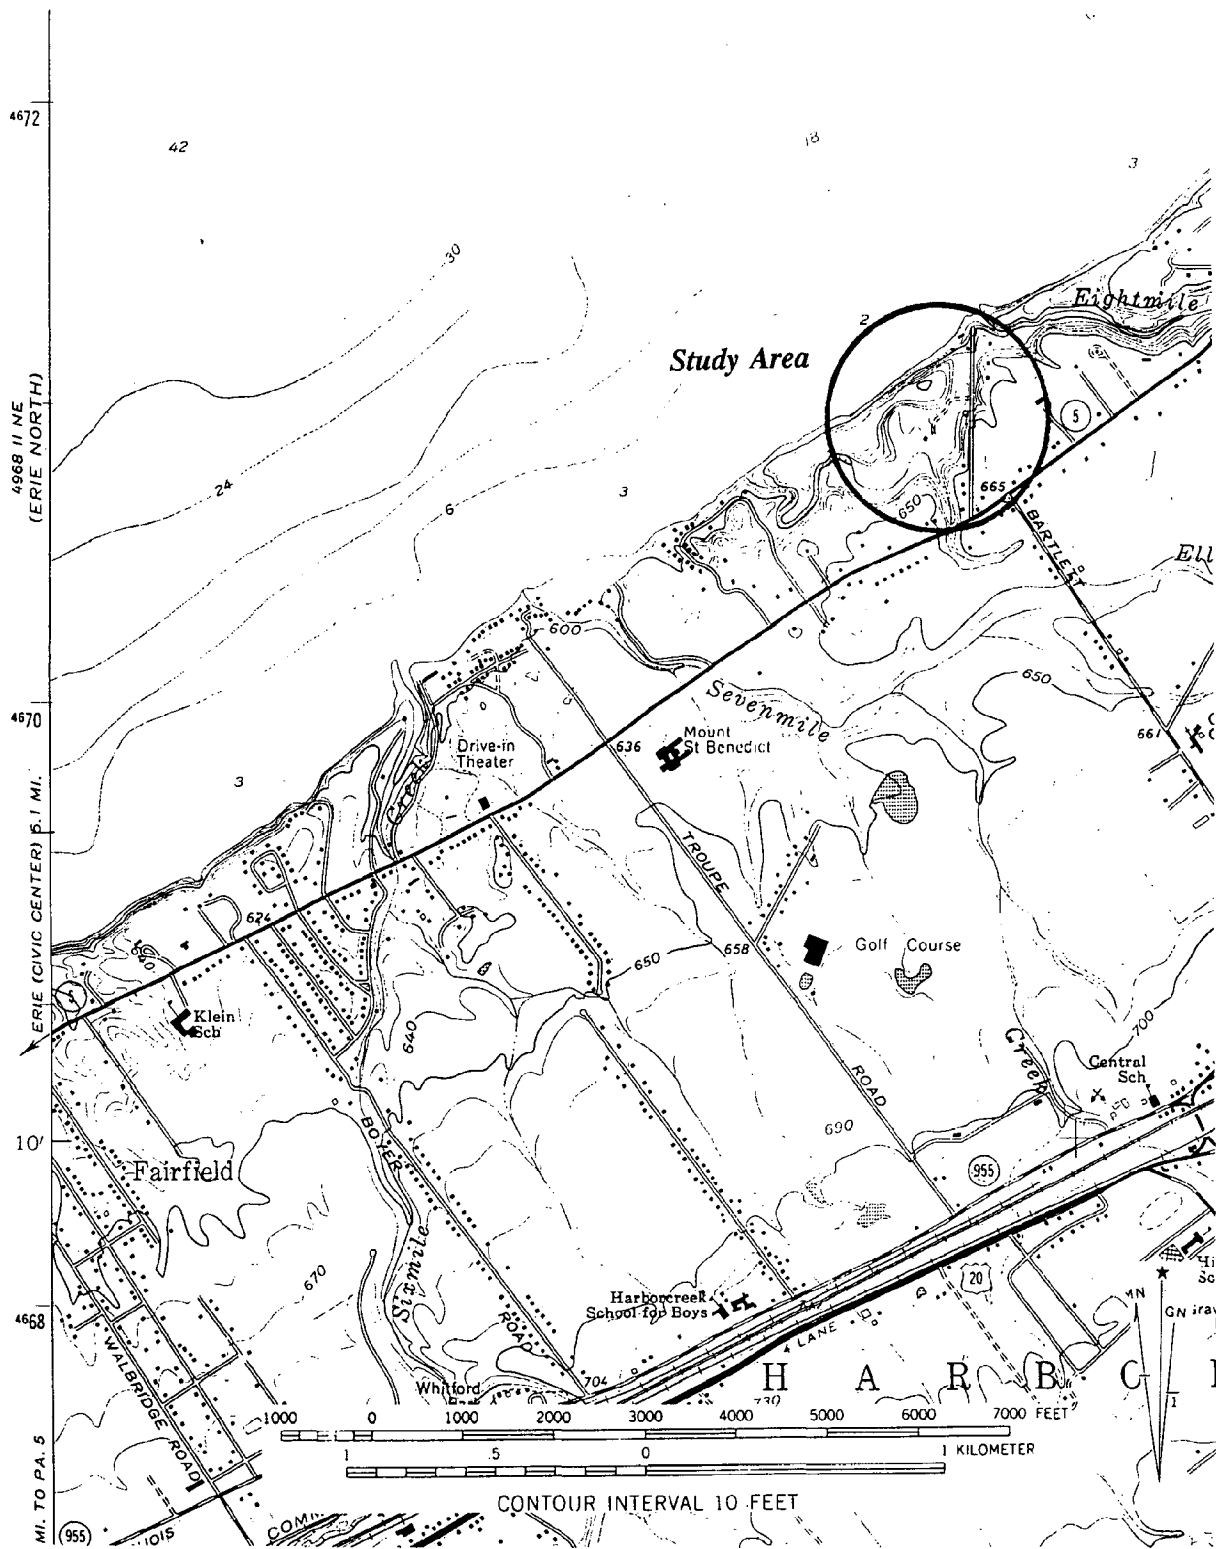 4672
42
18
3
30
Eightmile
2
Study Area
4968 II NE
(ERIE NORTH)
5
24
3
665
6
650
BARTLETT
Ell
600
650
Sevenmile
4670
661
Mount
St Benedict
636
Drive-in
Theater
3
Creek
TROUPE
ERIE (CIVIC CENTER) 5.1 MI.
624
658
Golf Course
640
650
5
Klein
Sch
640
700
Creek
Central
Sch
ROAD
690
10'
BOYER
Fairfield
955
670
Sixmile
20
Harborcreek
School for Boys
MN
GN
4668
ROAD
LANE
WALBRIDGE ROAD
704
Whitford
H A R B C
730
1000 0 1000 2000 3000 4000 5000 6000 7000 FEET
1 .5 0 1 KILOMETER
CONTOUR INTERVAL 10 FEET
MI. TO PA. 5
955